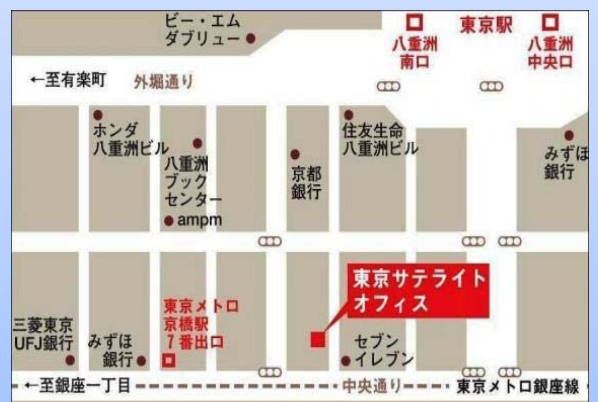 ビー・エム
ダブリュー
東京駅
八重洲
南口
八重洲
中央口
←至有楽町
外堀通り
ホンダ
八重洲ビル
八重洲
ブック
センター
ampm
京都
銀行
住友生命
八重洲ビル
みずほ
銀行
東京サテライト
オフィス
三菱東京
UFJ銀行
みずほ
銀行
東京メトロ
京橋駅
7番出口
セブン
イレブン
←至銀座一丁目
中央通り
東京メトロ銀座線